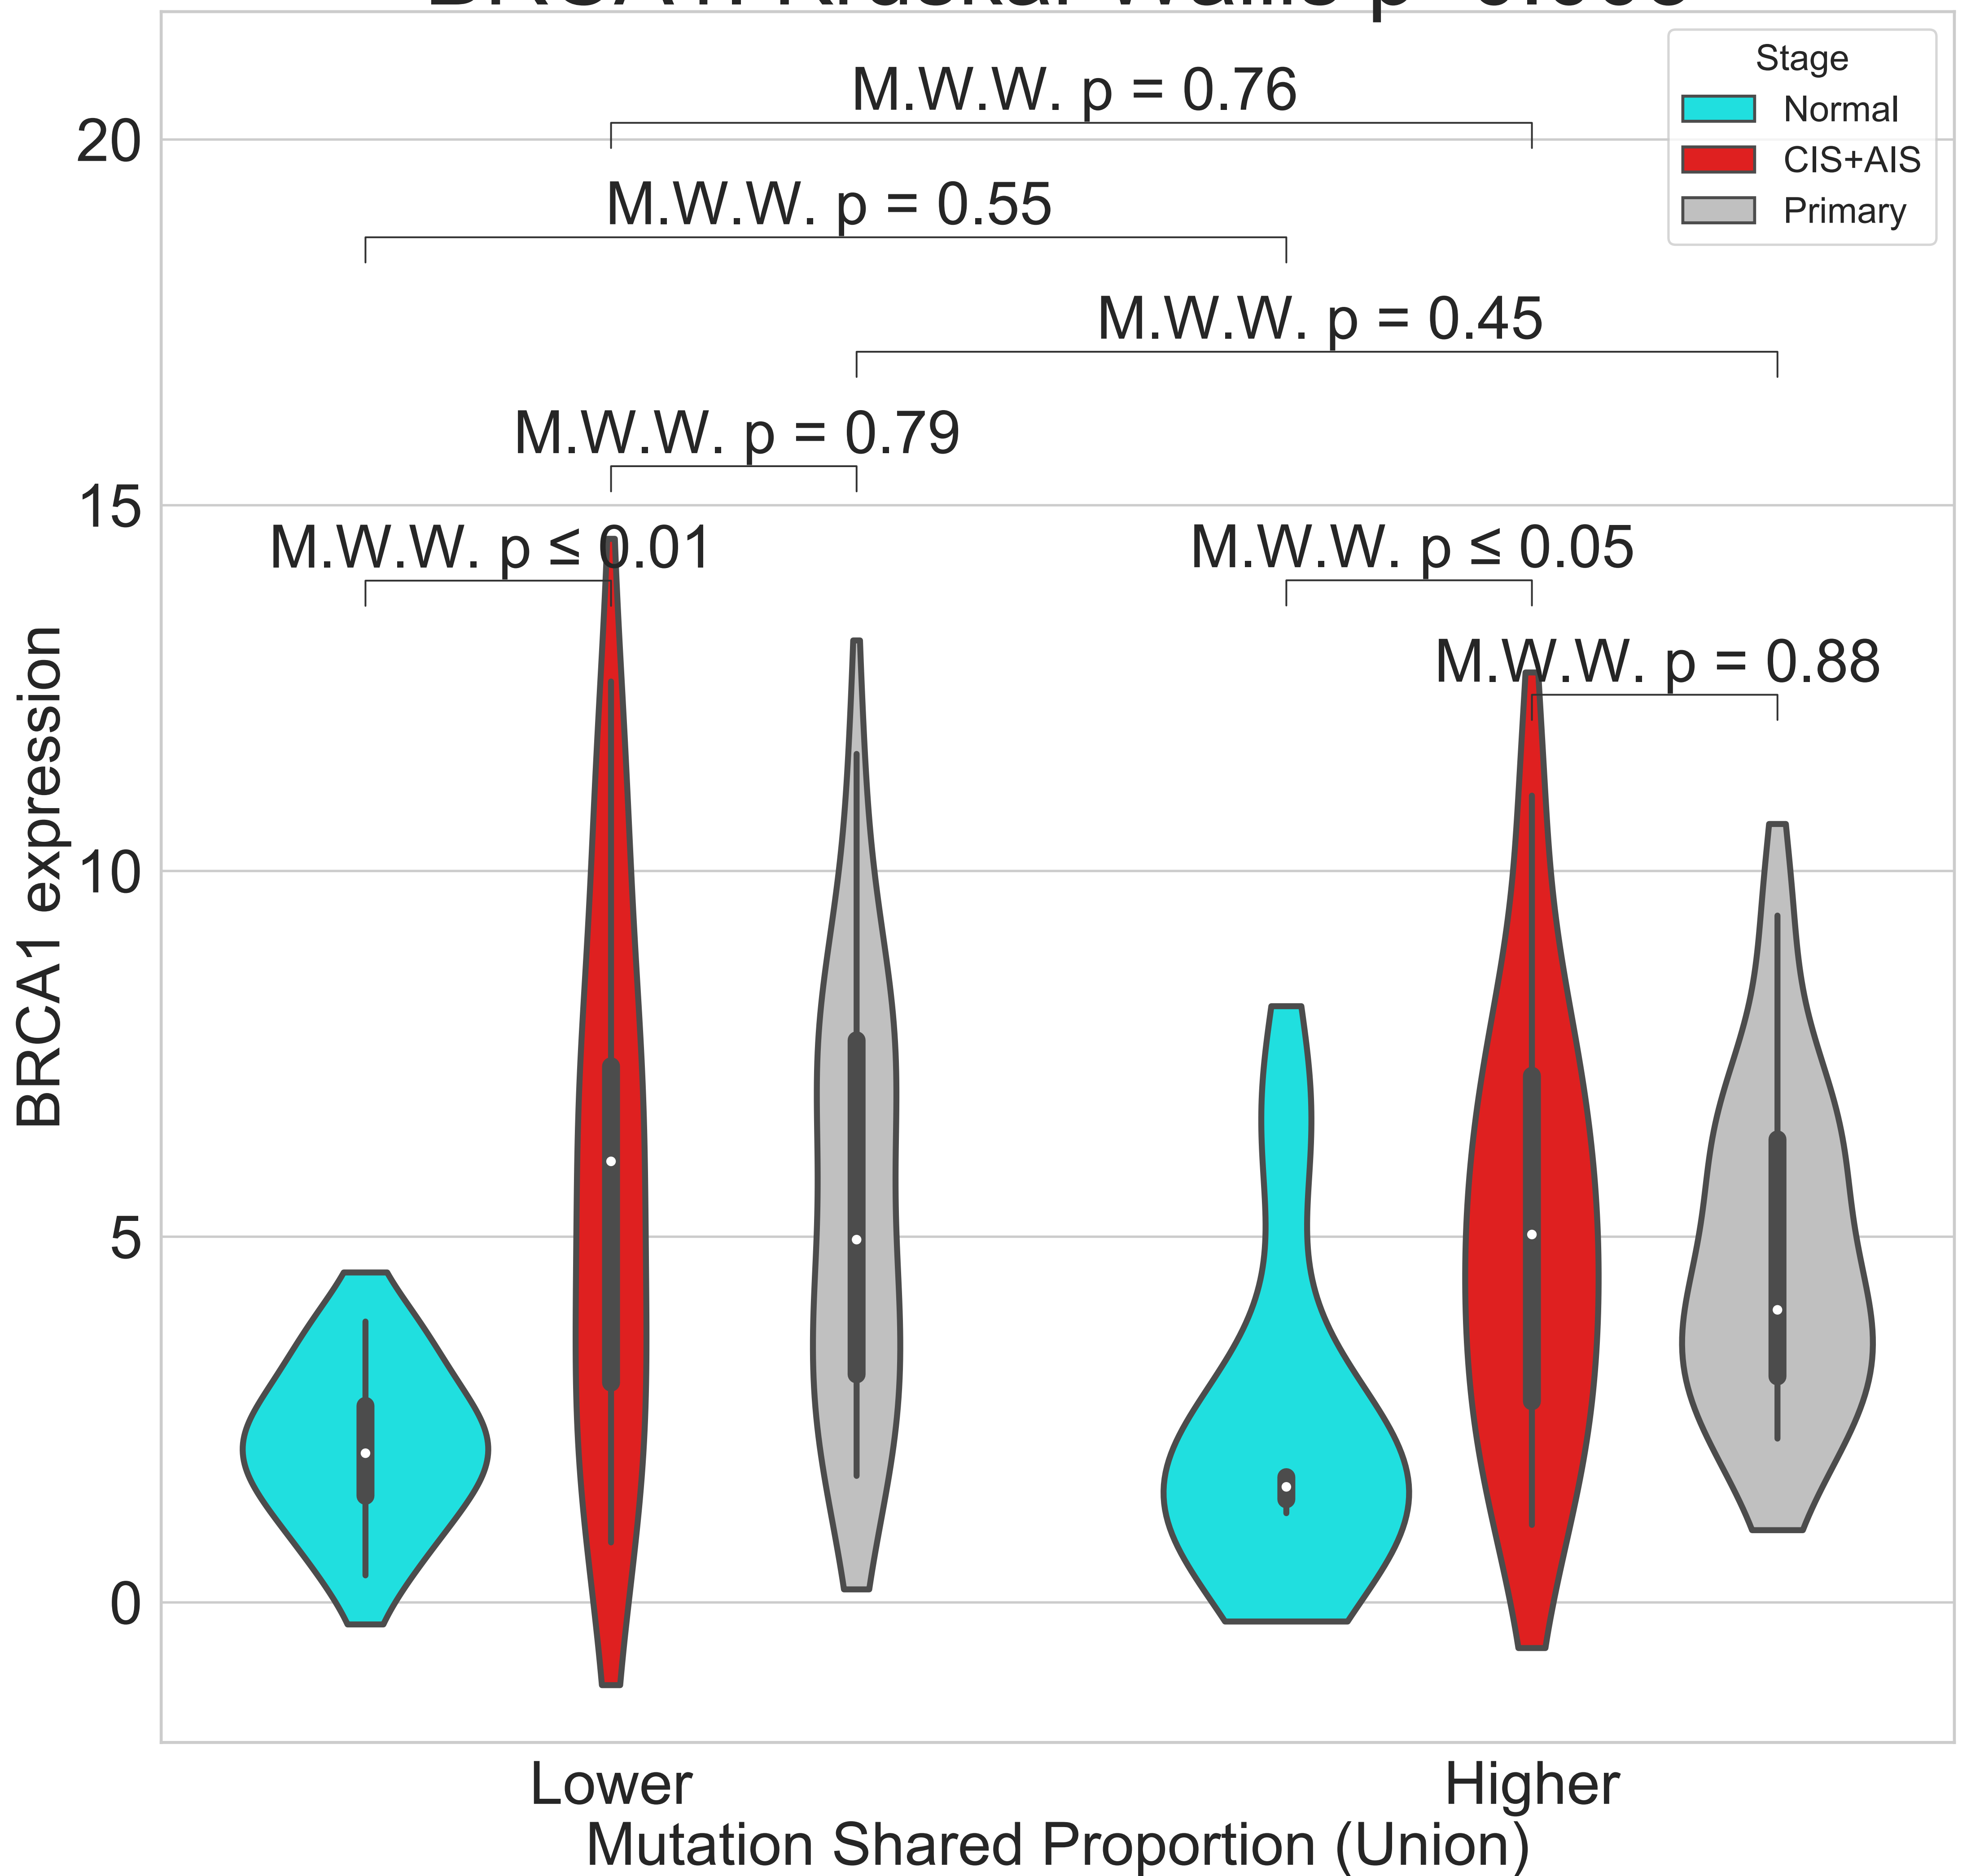 Stage
Normal
CIS+AIS
Primary
M.W.W. p = 0.76
M.W.W. p = 0.55
M.W.W. p = 0.45
M.W.W. p = 0.79
M.W.W. p ≤ 0.01
M.W.W. p ≤ 0.05
M.W.W. p = 0.88
20
15
10
5
0
BRCA1 expression
Lower
Higher
Mutation Shared Proportion (Union)